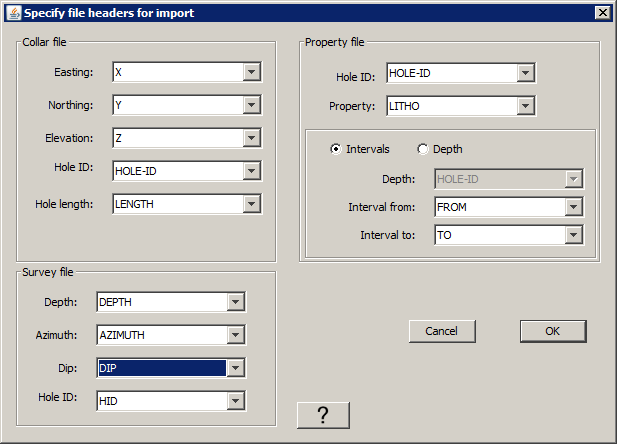 Specify file headers for import
Collar file
Easting: X
Northing: Y
Elevation: Z
Hole ID: HOLE-ID
Hole length: LENGTH
Survey file
Depth: DEPTH
Azimuth: AZIMUTH
Dip: DIP
Hole ID: HID
Property file
Hole ID: HOLE-ID
Property: LITHO
Intervals Depth
Depth: HOLE-ID
Interval from: FROM
Interval to: TO
Cancel OK
?